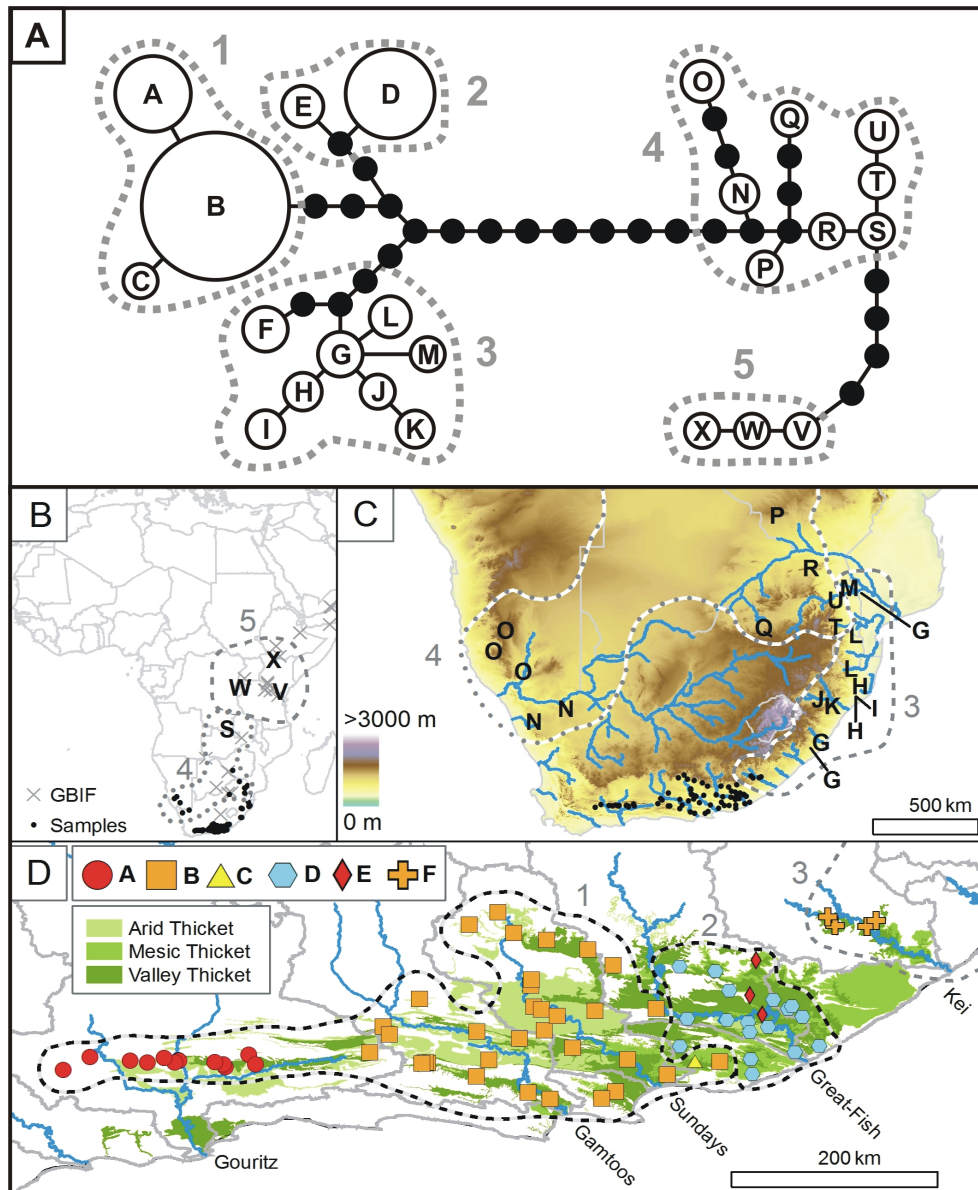 A
1
2
A
E
D
B
C
O
Q
U
4
N
T
R
S
P
F
L
G
M
3
H
J
I
K
5
X
W
V
B
5
X
W
V
S
4
× GBIF
• Samples
C
P
R
M
U
G
Q
T
L
O
O
4
O
L
H
N
N
J
K
I
3
H
G
G
>3000 m
0 m
500 km
D
A
B
C
D
E
F
Arid Thicket
Mesic Thicket
Valley Thicket
1
2
3
Kei
Great-Fish
Sundays
Gamtoos
Gouritz
200 km